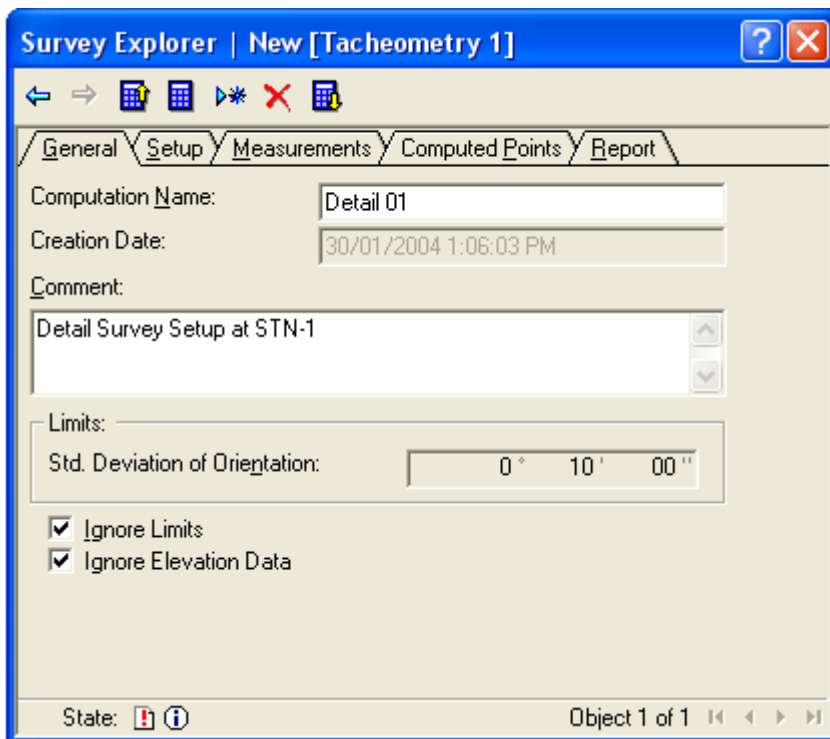 Survey Explorer | New [Tacheometry 1]
General Setup Measurements Computed Points Report
Computation Name: Detail 01
Creation Date: 30/01/2004 1:06:03 PM
Comment:
Detail Survey Setup at STN-1
Limits:
Std. Deviation of Orientation: 0° 10' 00"
Ignore Limits
Ignore Elevation Data
State: Object 1 of 1